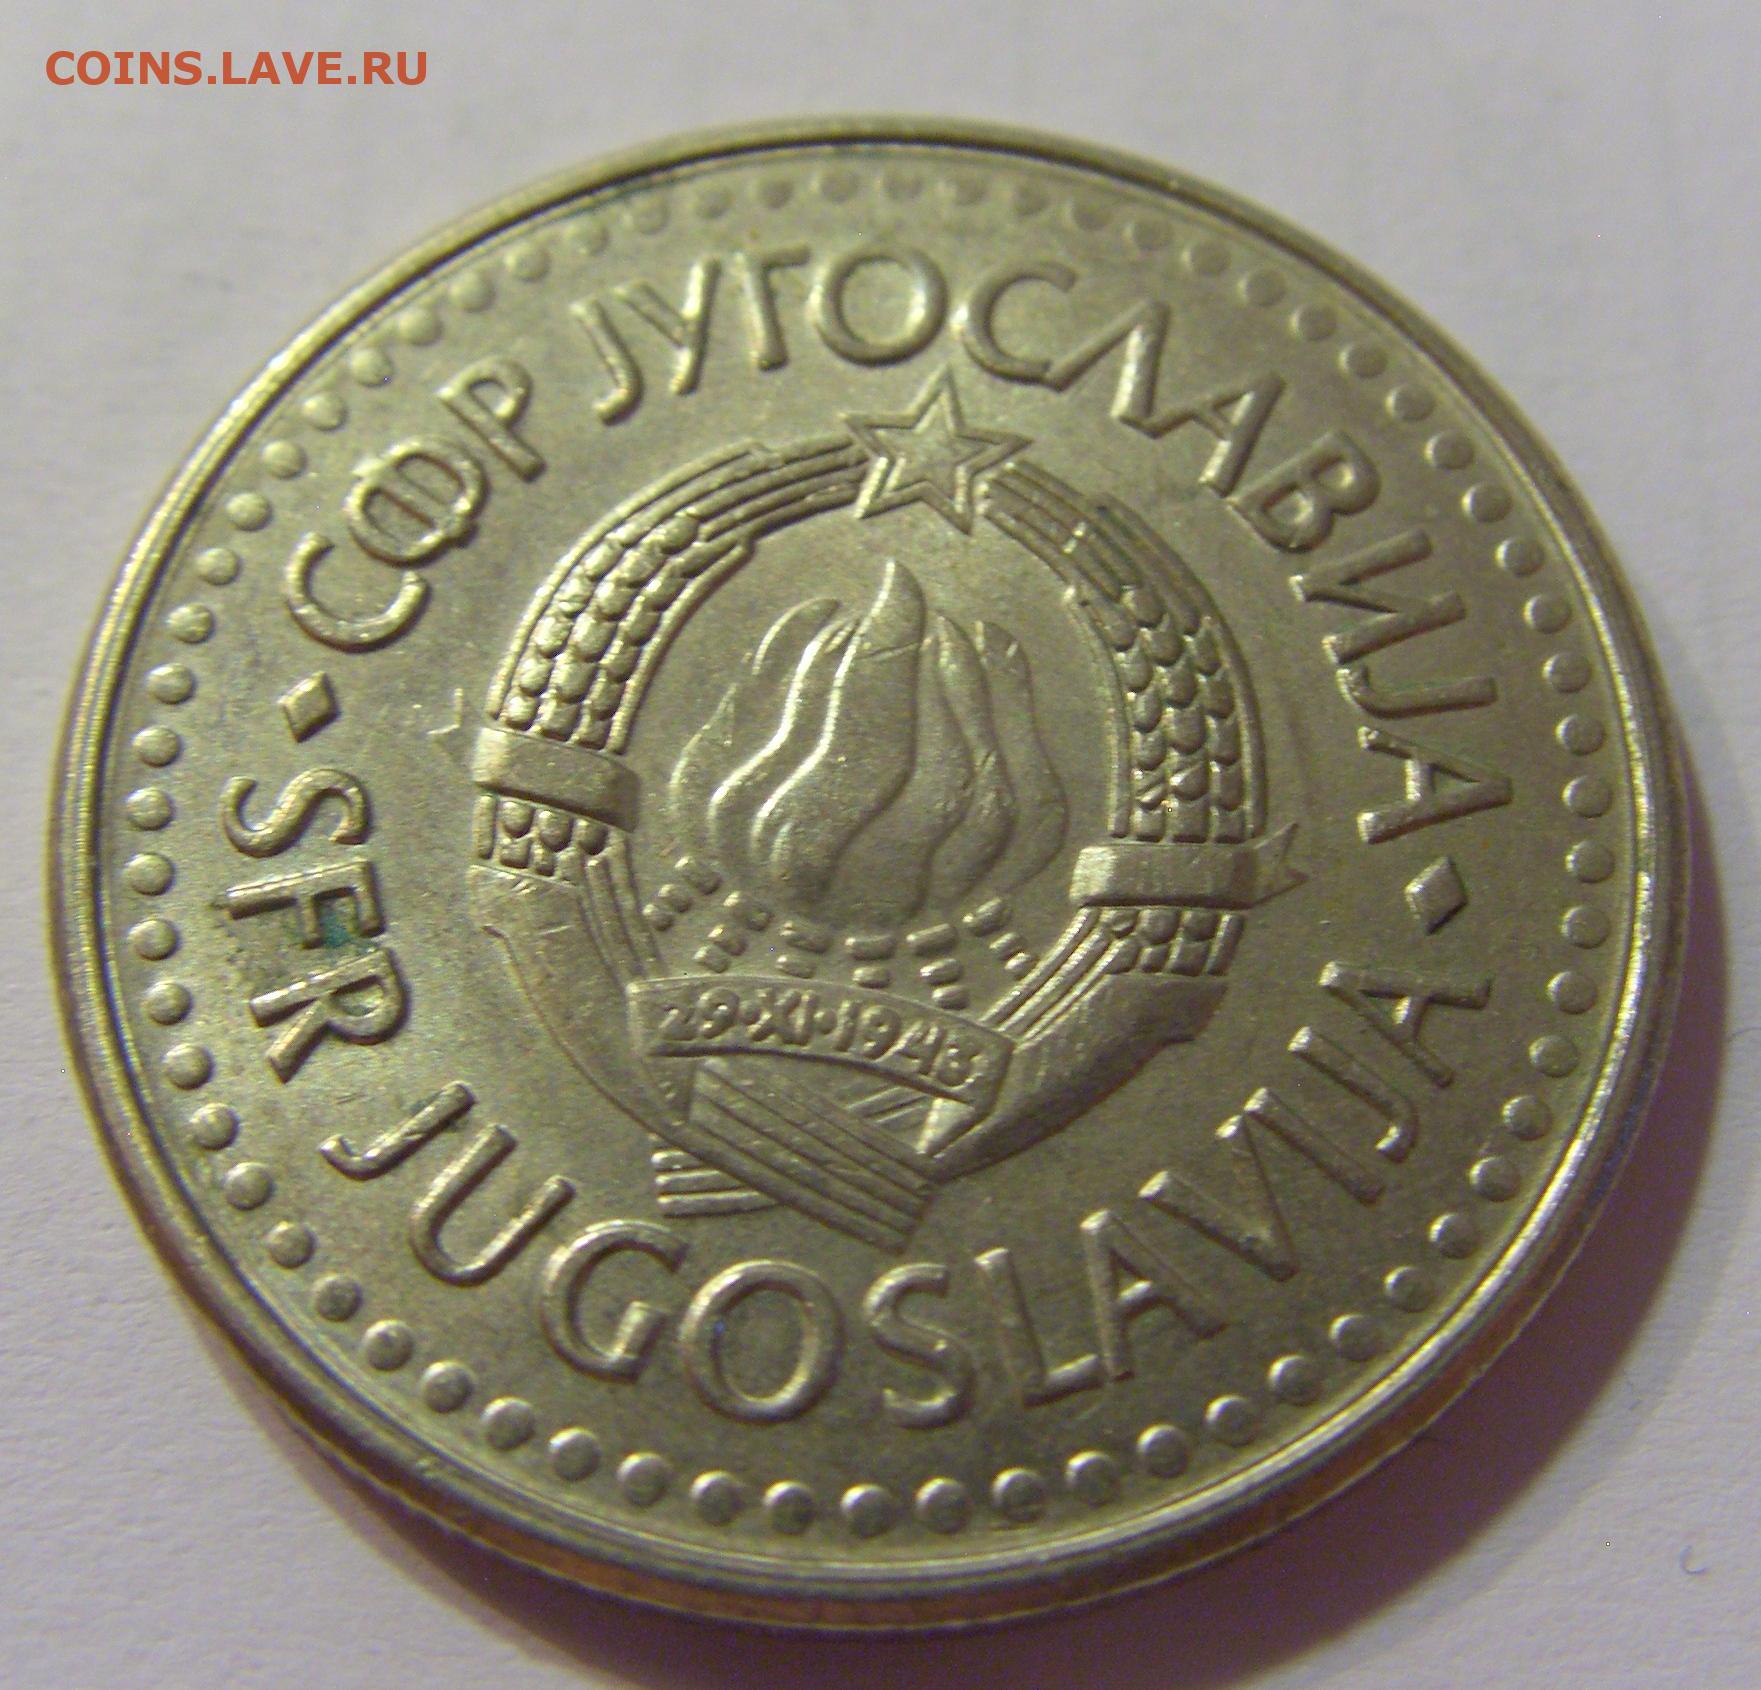 COINS.LAVE.RU
СФР ЈУГОСЛАВИЈА
29·XI·1943
SFR JUGOSLAVIJA